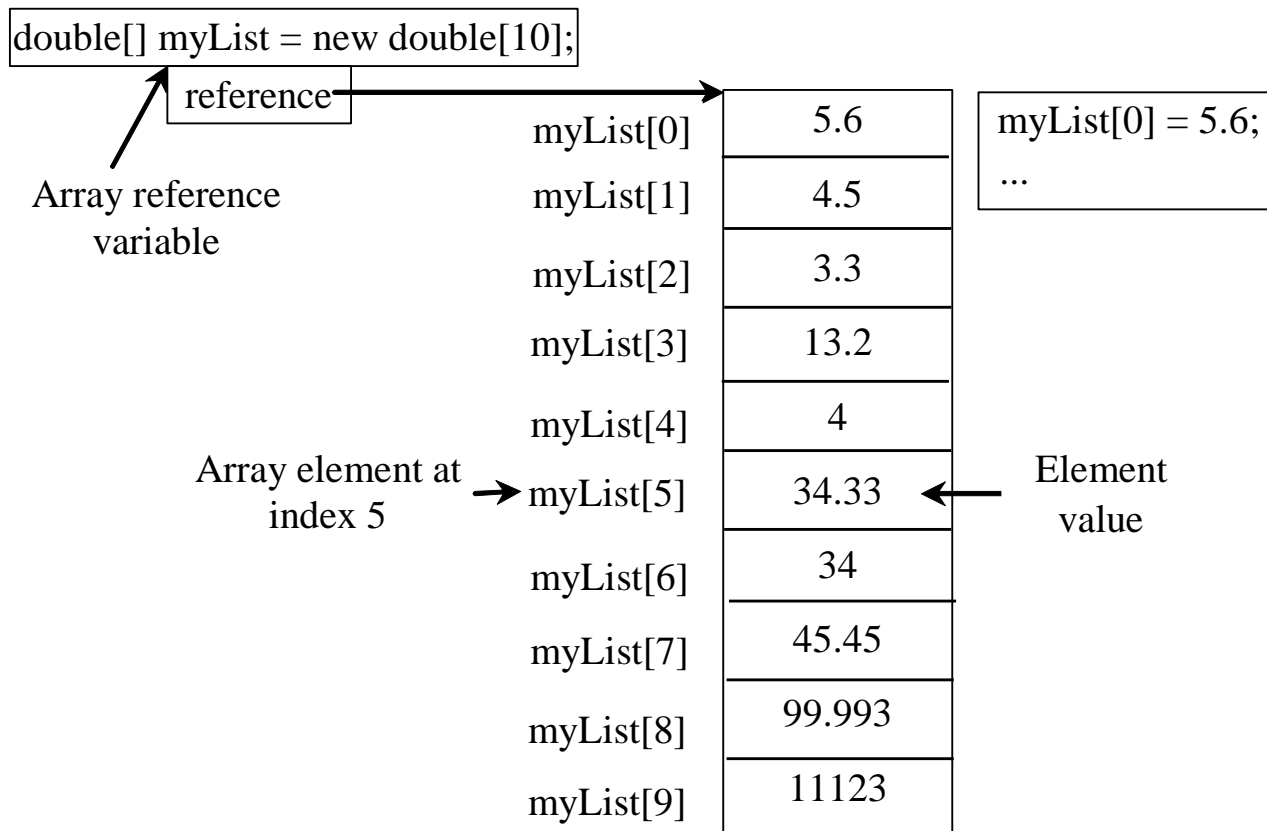 double[] myList = new double[10];
reference
Array reference
variable
myList[0]
5.6
myList[0] = 5.6;
...
myList[1]
4.5
myList[2]
3.3
myList[3]
13.2
myList[4]
4
Array element at
index 5
myList[5]
34.33
Element
value
myList[6]
34
myList[7]
45.45
myList[8]
99.993
myList[9]
11123